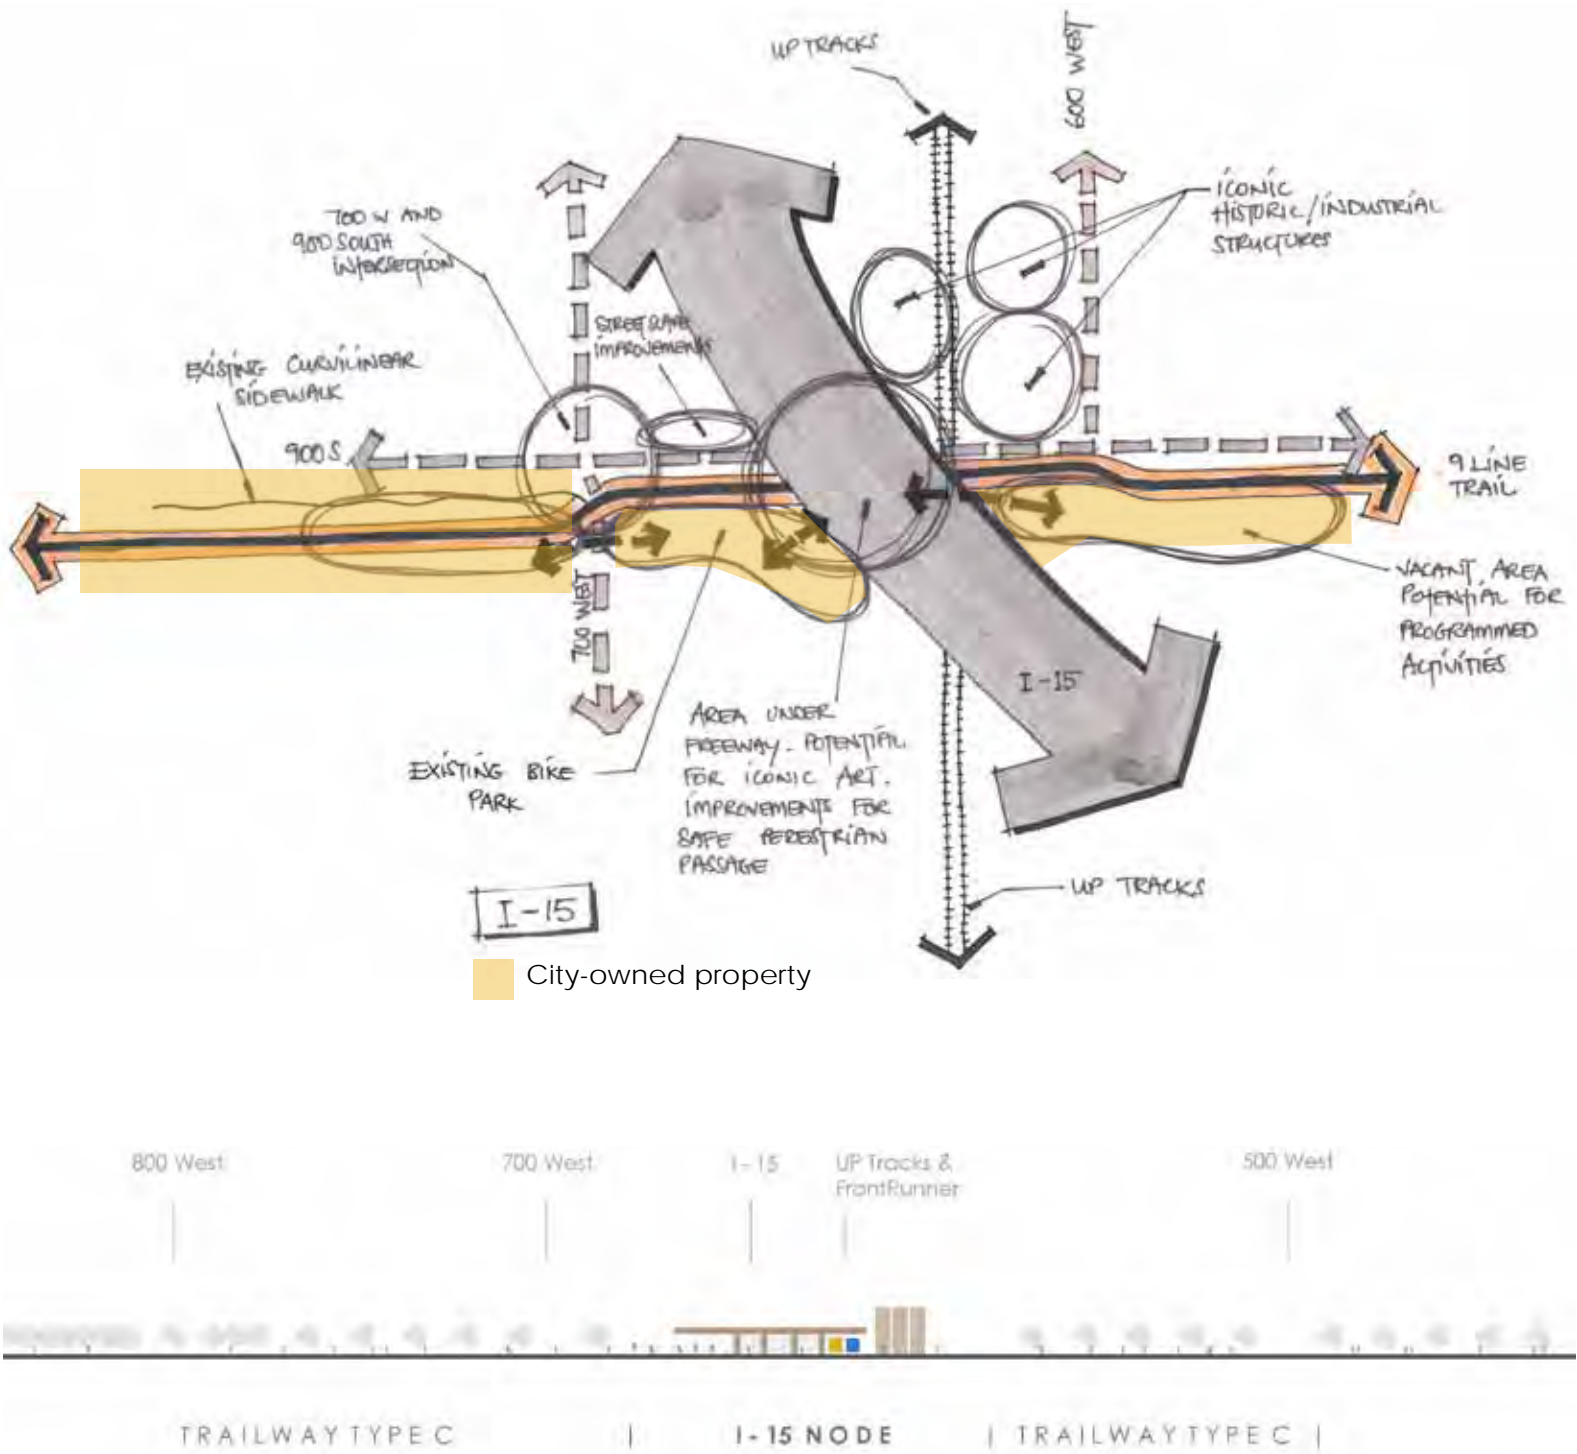 UP TRACKS
600 WEST
ICONIC
HISTORIC/INDUSTRIAL
STRUCTURES
700 W AND
900 SOUTH
INTERSECTION
STREETSCAPE
IMPROVEMENTS
EXISTING CURVILINEAR
SIDEWALK
900 S
9 LINE
TRAIL
700 WEST
VACANT AREA
POTENTIAL FOR
PROGRAMMED
ACTIVITIES
I-15
AREA UNDER
FREEWAY. POTENTIAL
FOR ICONIC ART.
IMPROVEMENTS FOR
SAFE PERESTRIAN
PASSAGE
EXISTING BIKE
PARK
UP TRACKS
I-15
City-owned property
800 West
700 West
I-15
UP Tracks &
FrontRunner
500 West
TRAILWAY TYPE C | I-15 NODE | TRAILWAY TYPE C |